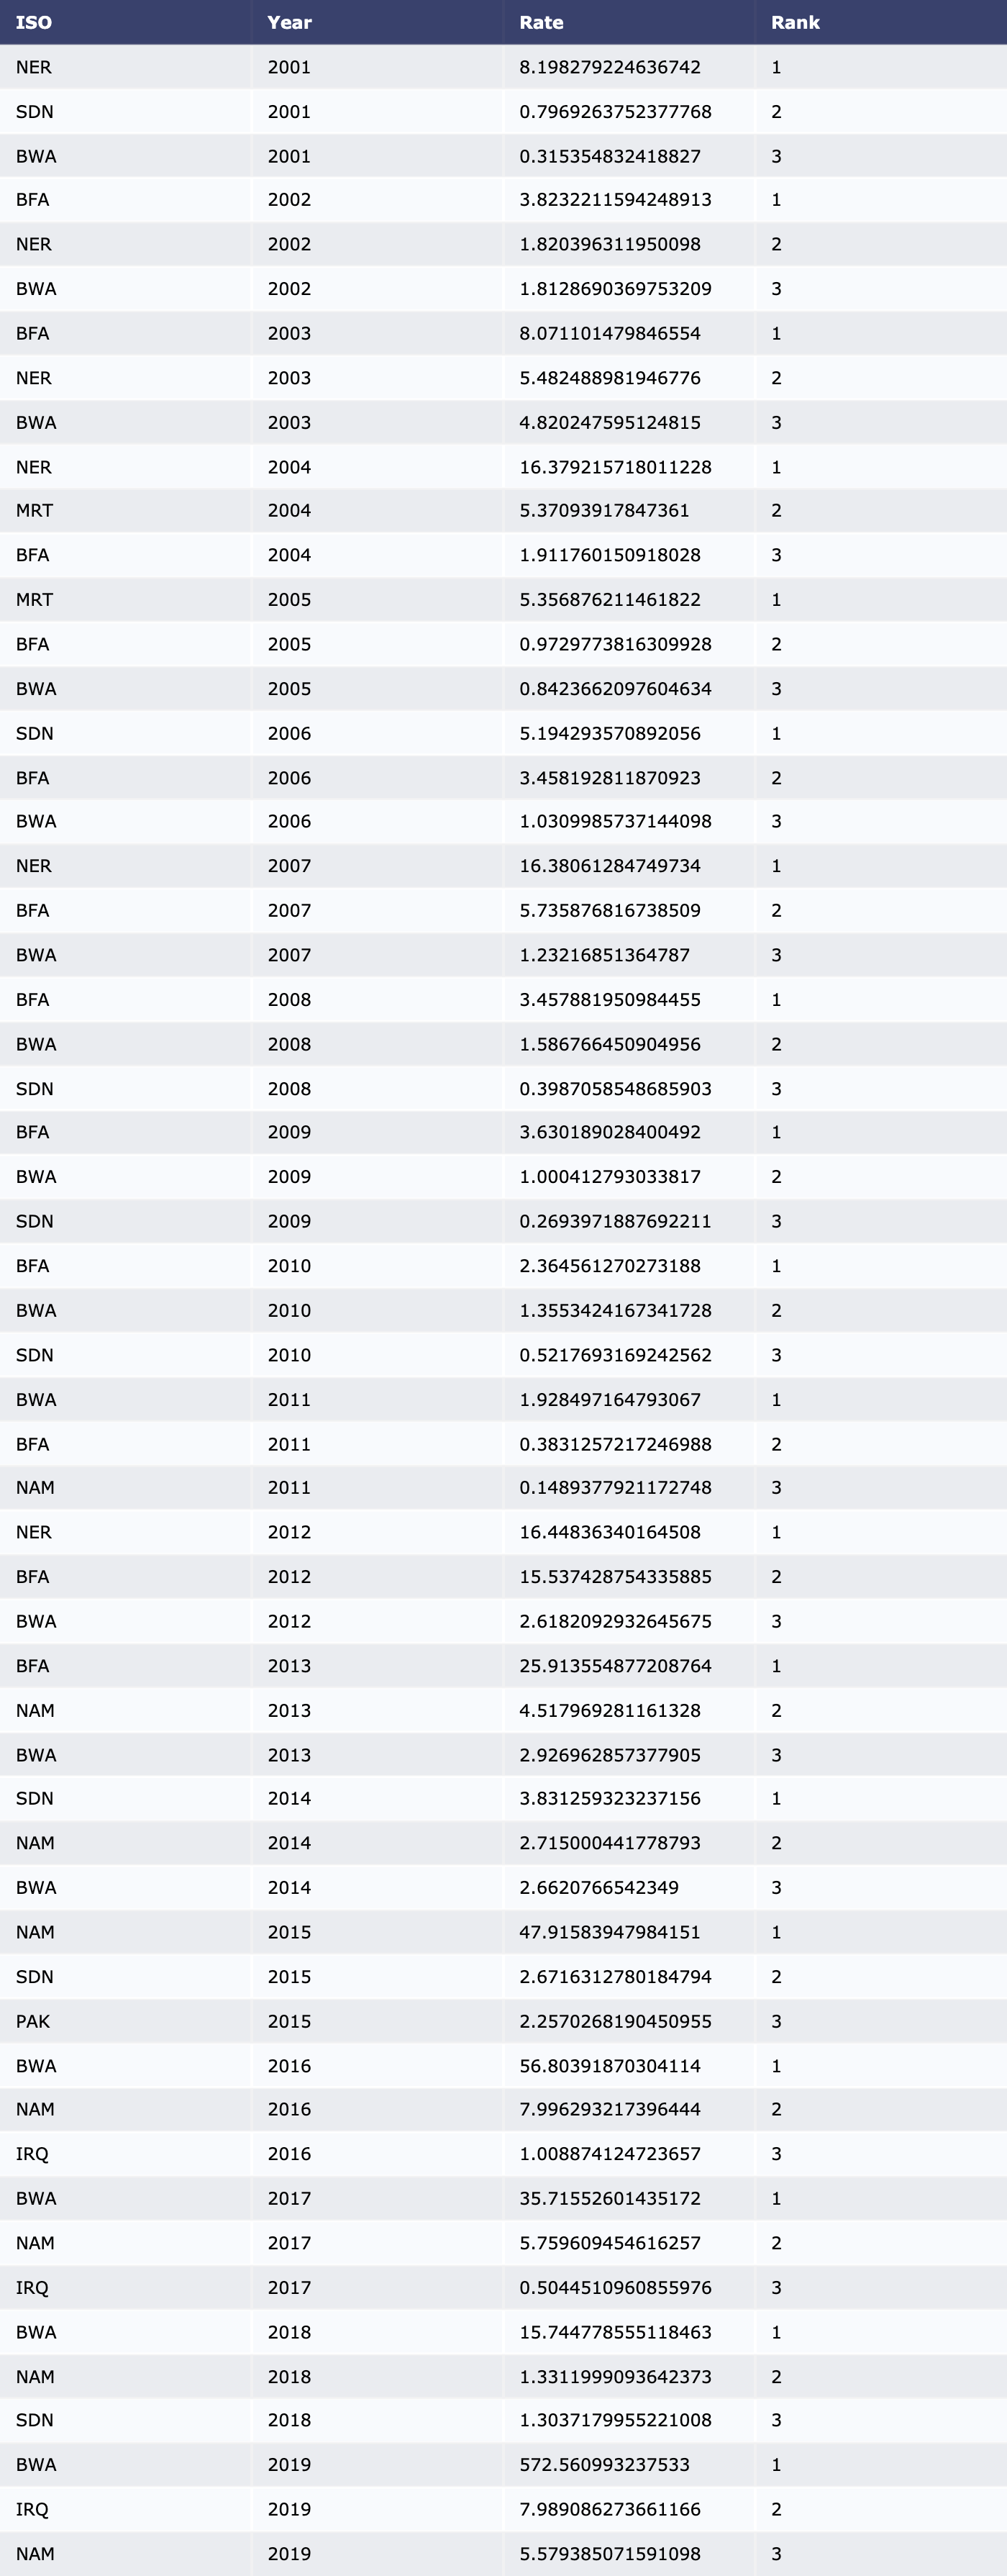 ISO Year Rate Rank
NER 2001 8.198279224636742 1
SDN 2001 0.7969263752377768 2
BWA 2001 0.315354832418827 3
BFA 2002 3.8232211594248913 1
NER 2002 1.820396311950098 2
BWA 2002 1.8128690369753209 3
BFA 2003 8.071101479846554 1
NER 2003 5.482488981946776 2
BWA 2003 4.820247595124815 3
NER 2004 16.379215718011228 1
MRT 2004 5.37093917847361 2
BFA 2004 1.911760150918028 3
MRT 2005 5.356876211461822 1
BFA 2005 0.9729773816309928 2
BWA 2005 0.8423662097604634 3
SDN 2006 5.194293570892056 1
BFA 2006 3.458192811870923 2
BWA 2006 1.0309985737144098 3
NER 2007 16.38061284749734 1
BFA 2007 5.735876816738509 2
BWA 2007 1.23216851364787 3
BFA 2008 3.457881950984455 1
BWA 2008 1.586766450904956 2
SDN 2008 0.3987058548685903 3
BFA 2009 3.630189028400492 1
BWA 2009 1.000412793033817 2
SDN 2009 0.2693971887692211 3
BFA 2010 2.364561270273188 1
BWA 2010 1.3553424167341728 2
SDN 2010 0.5217693169242562 3
BWA 2011 1.928497164793067 1
BFA 2011 0.3831257217246988 2
NAM 2011 0.1489377921172748 3
NER 2012 16.44836340164508 1
BFA 2012 15.537428754335885 2
BWA 2012 2.6182092932645675 3
BFA 2013 25.913554877208764 1
NAM 2013 4.517969281161328 2
BWA 2013 2.926962857377905 3
SDN 2014 3.831259323237156 1
NAM 2014 2.715000441778793 2
BWA 2014 2.6620766542349 3
NAM 2015 47.91583947984151 1
SDN 2015 2.6716312780184794 2
PAK 2015 2.2570268190450955 3
BWA 2016 56.80391870304114 1
NAM 2016 7.996293217396444 2
IRQ 2016 1.008874124723657 3
BWA 2017 35.71552601435172 1
NAM 2017 5.759609454616257 2
IRQ 2017 0.5044510960855976 3
BWA 2018 15.744778555118463 1
NAM 2018 1.3311999093642373 2
SDN 2018 1.3037179955221008 3
BWA 2019 572.560993237533 1
IRQ 2019 7.989086273661166 2
NAM 2019 5.579385071591098 3